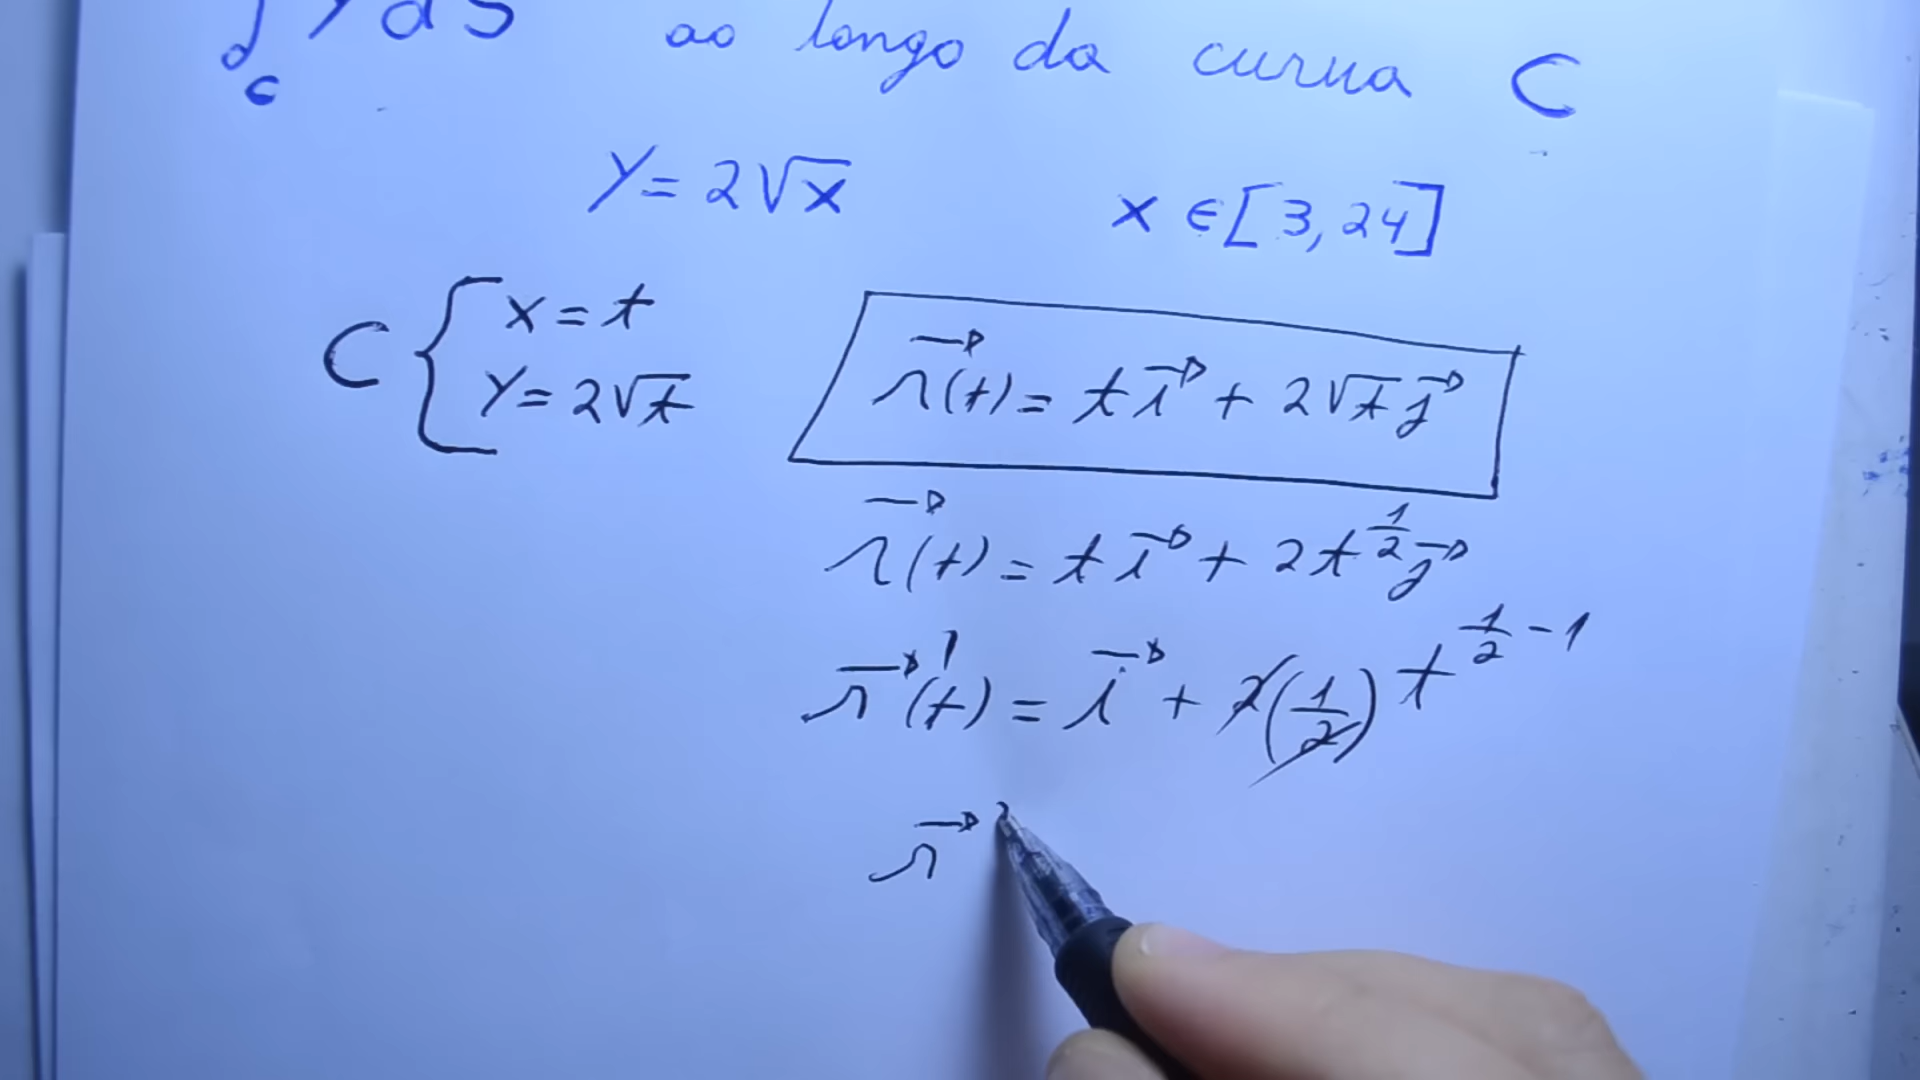 ∫_C y ds ao longo da curva C
y = 2√x x ∈ [3, 24]
C { x = t
y = 2√t
r⃗(t) = t i⃗ + 2√t j⃗
r⃗(t) = t i⃗ + 2t^(1/2) j⃗
r⃗'(t) = i⃗ + 2(1/2) t^(1/2 - 1)
r⃗